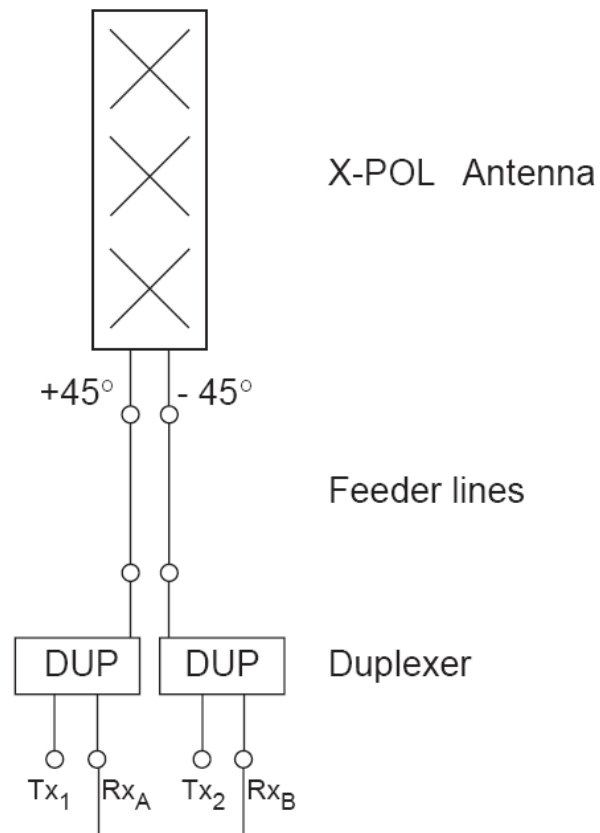 X-POL Antenna
+45° - 45°
Feeder lines
DUP DUP Duplexer
Tx1 RxA Tx2 RxB